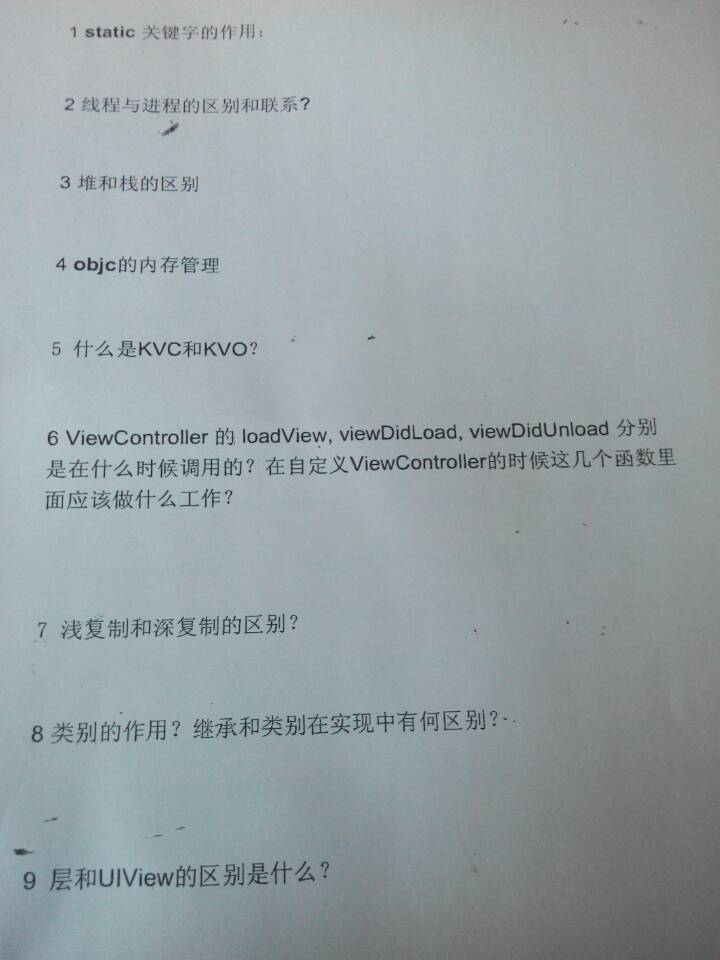 1 static 关键字的作用：
2 线程与进程的区别和联系?
3 堆和栈的区别
4 objc的内存管理
5 什么是KVC和KVO？
6 ViewController 的 loadView, viewDidLoad, viewDidUnload 分别
是在什么时候调用的？在自定义ViewController的时候这几个函数里
面应该做什么工作？
7 浅复制和深复制的区别？
8 类别的作用？继承和类别在实现中有何区别？
9 层和UIView的区别是什么？